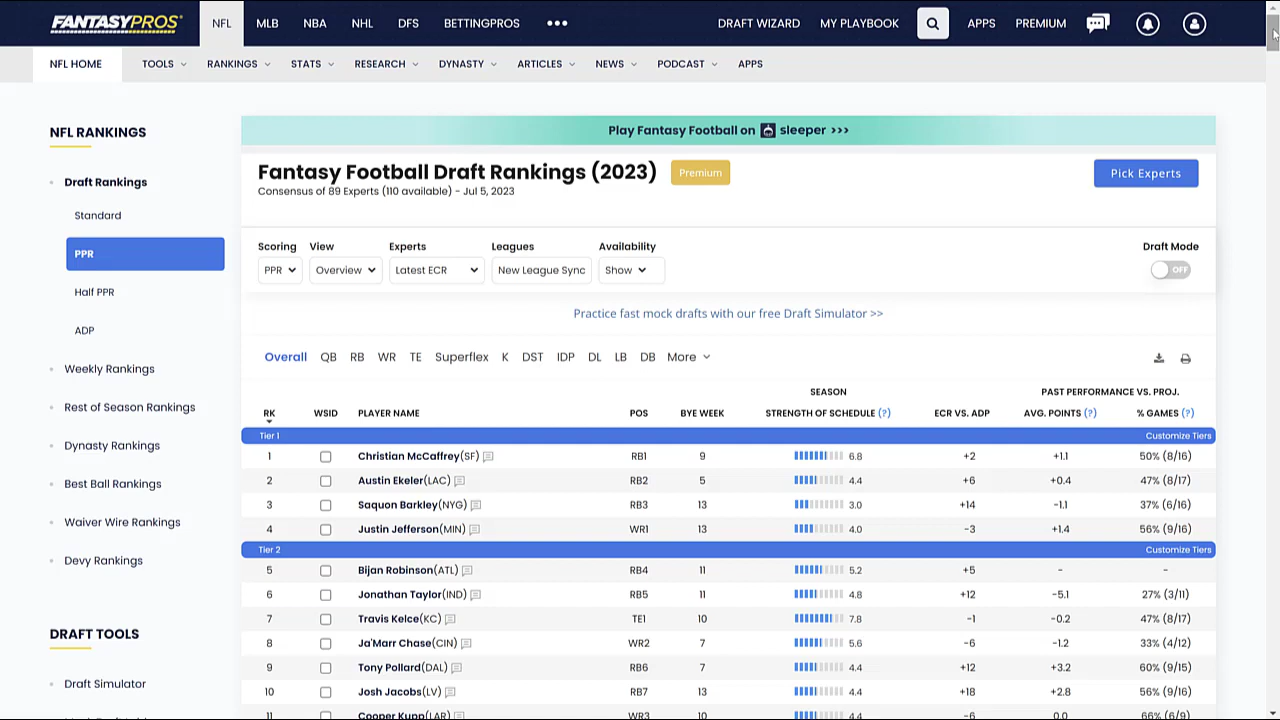 FANTASYPROS NFL MLB NBA NHL DFS BETTINGPROS ••• DRAFT WIZARD MY PLAYBOOK APPS PREMIUM
NFL HOME TOOLS RANKINGS STATS RESEARCH DYNASTY ARTICLES NEWS PODCAST APPS
NFL RANKINGS
Draft Rankings
Standard
PPR
Half PPR
ADP
Weekly Rankings
Rest of Season Rankings
Dynasty Rankings
Best Ball Rankings
Waiver Wire Rankings
Devy Rankings
DRAFT TOOLS
Draft Simulator
Play Fantasy Football on sleeper >>>
Fantasy Football Draft Rankings (2023) Premium
Consensus of 89 Experts (110 available) - Jul 5, 2023
Pick Experts
Scoring View Experts Leagues Availability Draft Mode
PPR Overview Latest ECR New League Sync Show OFF
Practice fast mock drafts with our free Draft Simulator >>
Overall QB RB WR TE Superflex K DST IDP DL LB DB More
SEASON PAST PERFORMANCE VS. PROJ.
RK WSID PLAYER NAME POS BYE WEEK STRENGTH OF SCHEDULE (?) ECR VS. ADP AVG. POINTS (?) % GAMES (?)
Tier 1 Customize Tiers
1 Christian McCaffrey(SF) RB1 9 6.8 +2 +1.1 50% (8/16)
2 Austin Ekeler(LAC) RB2 5 4.4 +6 +0.4 47% (8/17)
3 Saquon Barkley(NYG) RB3 13 3.0 +14 -1.1 37% (6/16)
4 Justin Jefferson(MIN) WR1 13 4.0 -3 +1.4 56% (9/16)
Tier 2 Customize Tiers
5 Bijan Robinson(ATL) RB4 11 5.2 +5 - -
6 Jonathan Taylor(IND) RB5 11 4.8 +12 -5.1 27% (3/11)
7 Travis Kelce(KC) TE1 10 7.8 -1 -0.2 47% (8/17)
8 Ja'Marr Chase(CIN) WR2 7 5.6 -6 -1.2 33% (4/12)
9 Tony Pollard(DAL) RB6 7 4.4 +12 +3.2 60% (9/15)
10 Josh Jacobs(LV) RB7 13 4.4 +18 +2.8 56% (9/16)
11 Cooper Kupp(LAR) WR3 10 4.4 -6 0.0 66% (6/9)